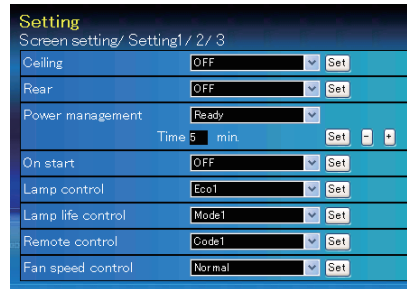 Setting
Screen setting/ Setting1/ 2/ 3
Ceiling OFF Set
Rear OFF Set
Power management Ready
Time 5 min. Set - +
On start OFF Set
Lamp control Eco1 Set
Lamp life control Mode1 Set
Remote control Code1 Set
Fan speed control Normal Set